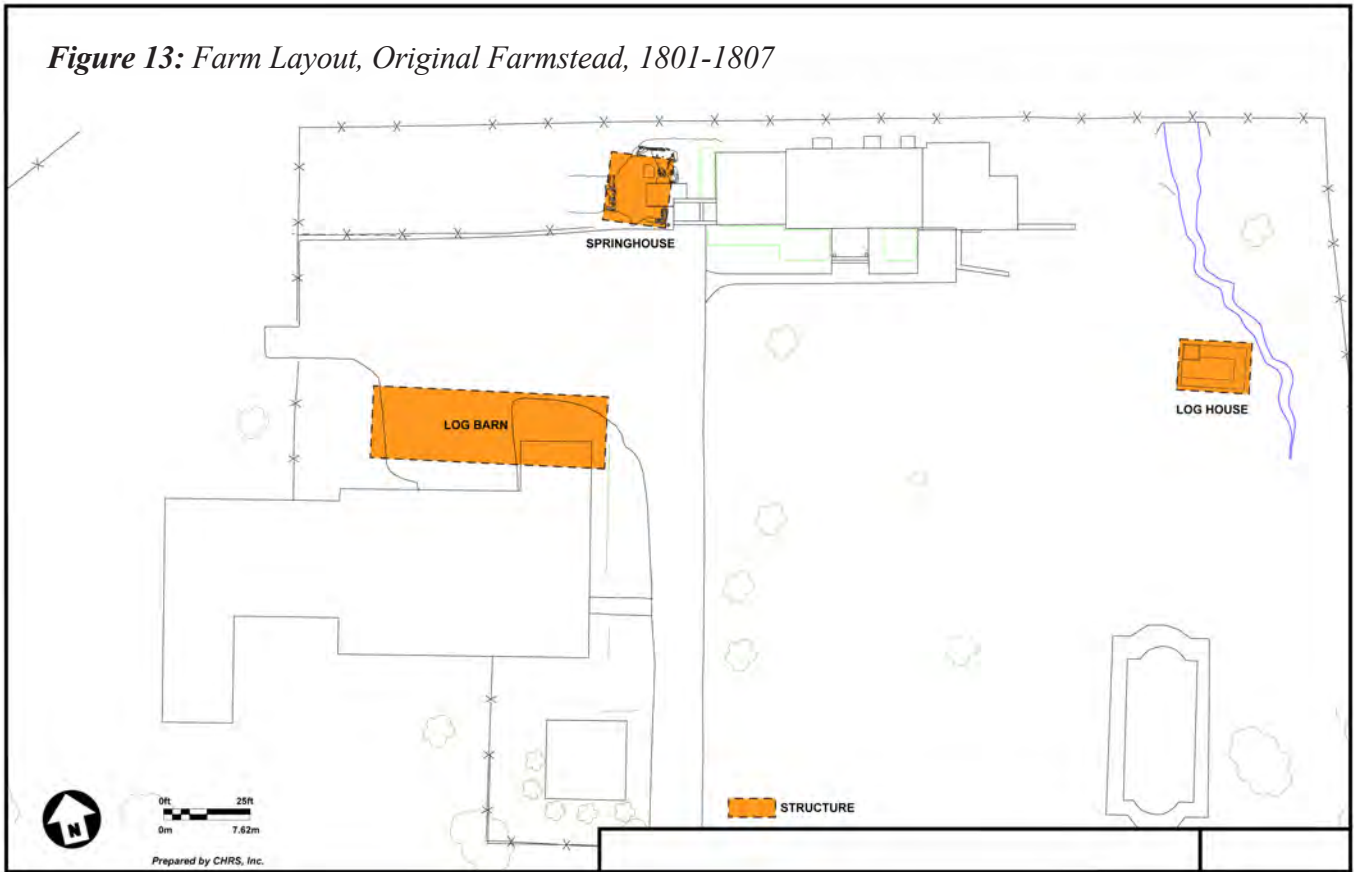 Figure 13: Farm Layout, Original Farmstead, 1801-1807
SPRINGHOUSE
LOG HOUSE
LOG BARN
STRUCTURE
N
0ft 25ft
0m 7.62m
Prepared by CHRS, Inc.